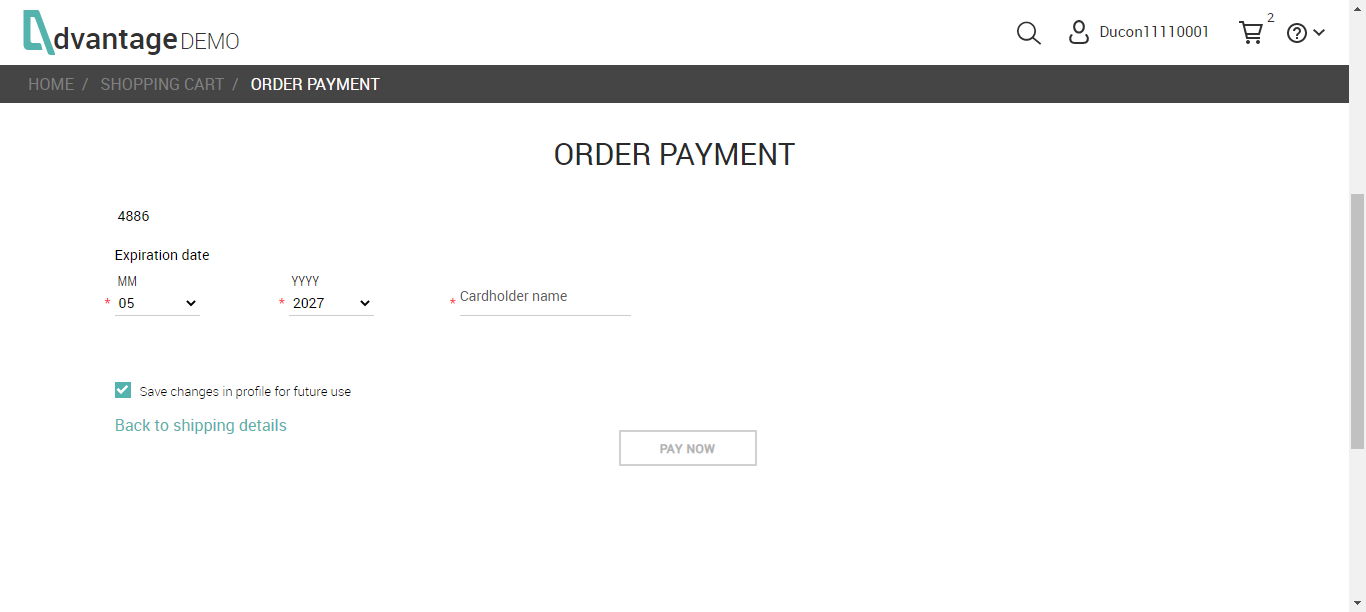 Advantage DEMO
Ducon11110001
2
HOME / SHOPPING CART / ORDER PAYMENT
ORDER PAYMENT
4886
Expiration date
MM
YYYY
* 05
* 2027
* Cardholder name
Save changes in profile for future use
Back to shipping details
PAY NOW